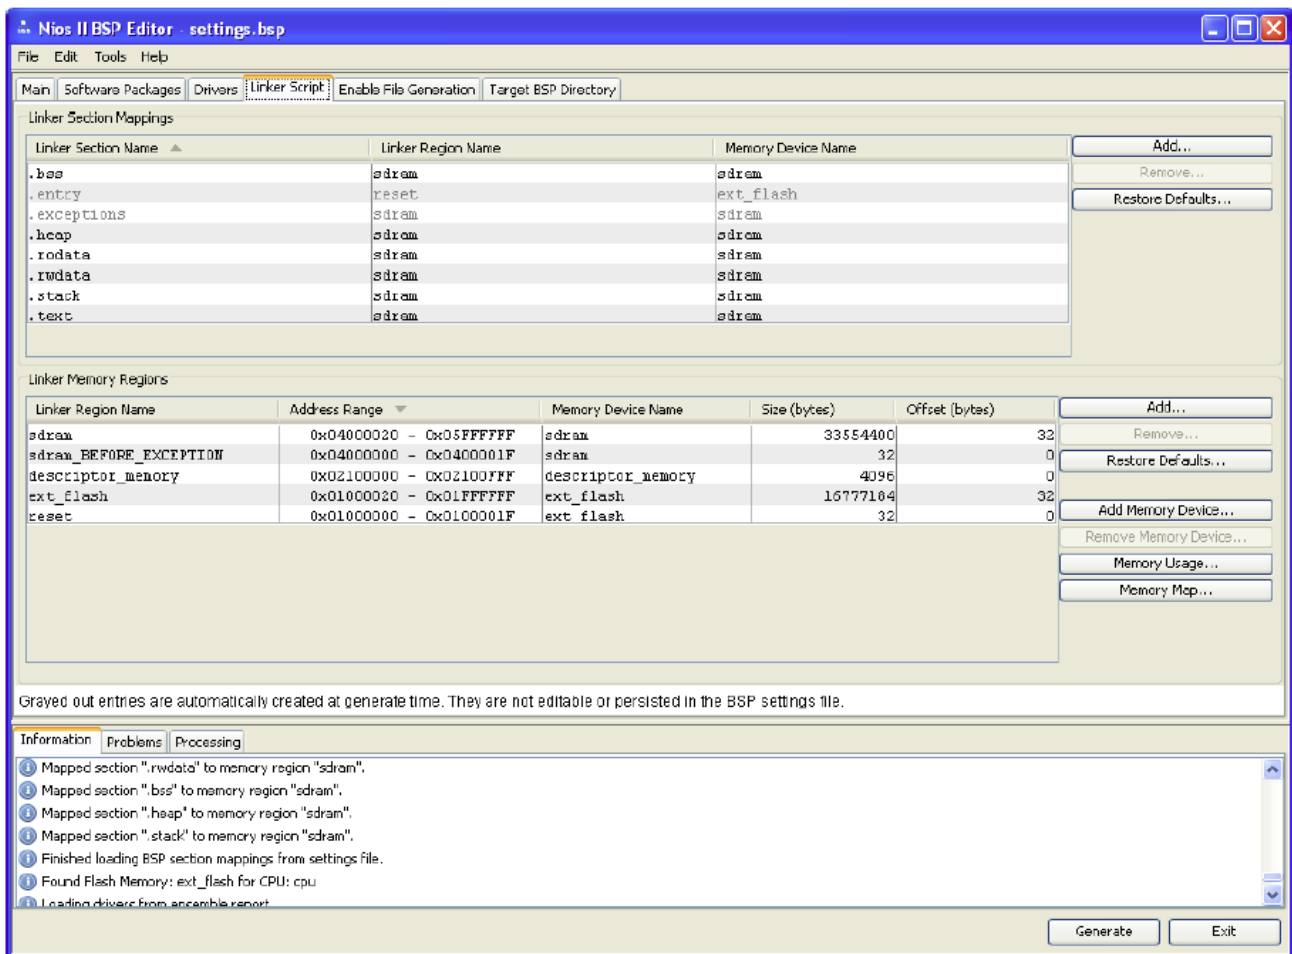 Nios II BSP Editor - settings.bsp
File Edit Tools Help
Main Software Packages Drivers Linker Script Enable File Generation Target BSP Directory
Linker Section Mappings
Linker Section Name Linker Region Name Memory Device Name Add...
.bss sdram sdram Remove...
.entry reset ext_flash Restore Defaults...
.exceptions sdram sdram
.heap sdram sdram
.rodata sdram sdram
.rwdata sdram sdram
.stack sdram sdram
.text sdram sdram
Linker Memory Regions
Linker Region Name Address Range Memory Device Name Size (bytes) Offset (bytes) Add...
sdram 0x04000020 - 0x05FFFFFF sdram 33554400 32 Remove...
sdram_BEFORE_EXCEPTION 0x04000000 - 0x0400001F sdram 32 0 Restore Defaults...
descriptor_memory 0x02100000 - 0x02100FFF descriptor_memory 4096 0
ext_flash 0x01000020 - 0x01FFFFFF ext_flash 16777184 32
reset 0x01000000 - 0x0100001F ext_flash 32 0 Add Memory Device...
Remove Memory Device...
Memory Usage...
Memory Map...
Grayed out entries are automatically created at generate time. They are not editable or persisted in the BSP settings file.
Information Problems Processing
Mapped section ".rwdata" to memory region "sdram".
Mapped section ".bss" to memory region "sdram".
Mapped section ".heap" to memory region "sdram".
Mapped section ".stack" to memory region "sdram".
Finished loading BSP section mappings from settings file.
Found Flash Memory: ext_flash for CPU: cpu
Loading drivers from ensemble report
Generate Exit